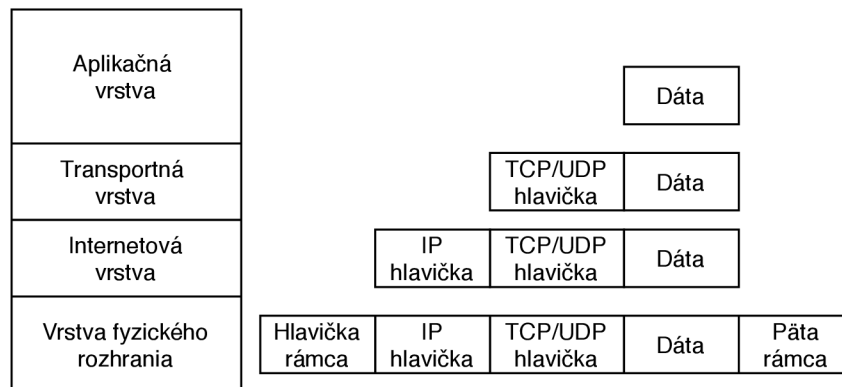 Aplikačná
vrstva
Dáta
Transportná
vrstva
TCP/UDP
hlavička
Dáta
Internetová
vrstva
IP
hlavička
TCP/UDP
hlavička
Dáta
Vrstva fyzického
rozhrania
Hlavička
rámca
IP
hlavička
TCP/UDP
hlavička
Dáta
Päta
rámca